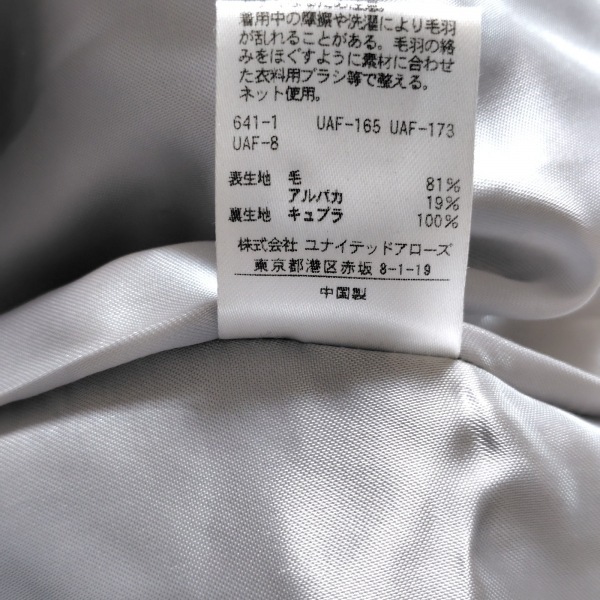 着用中の摩擦や洗濯により毛羽
が乱れることがある。毛羽の絡
みをほぐすように素材に合わせ
た衣料用ブラシ等で整える。
ネット使用。
641-1 UAF-165 UAF-173
UAF-8
表生地 毛 81%
アルパカ 19%
裏生地 キュプラ 100%
株式会社 ユナイテッドアローズ
東京都港区赤坂 8-1-19
中国製